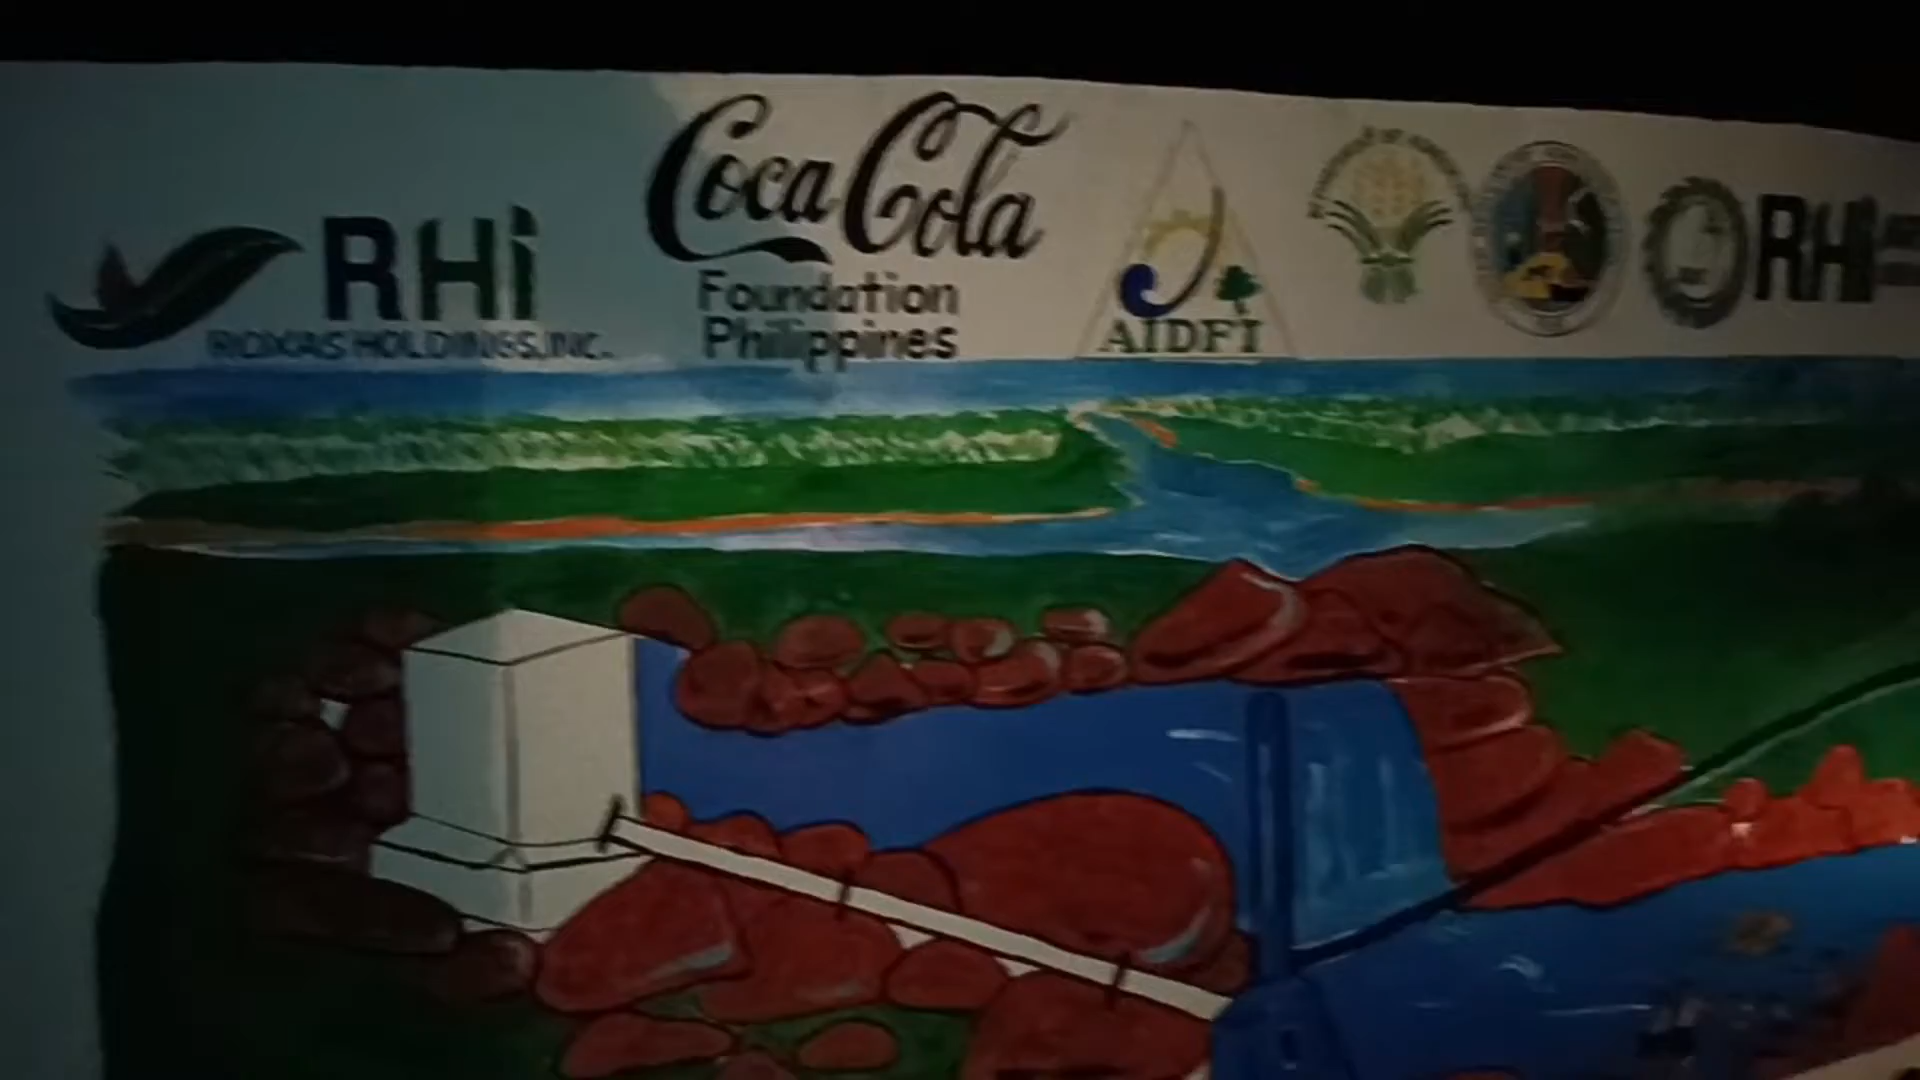 RHi
ROXAS HOLDINGS, INC.
Coca Cola
Foundation
Philippines
AIDFI
RHI